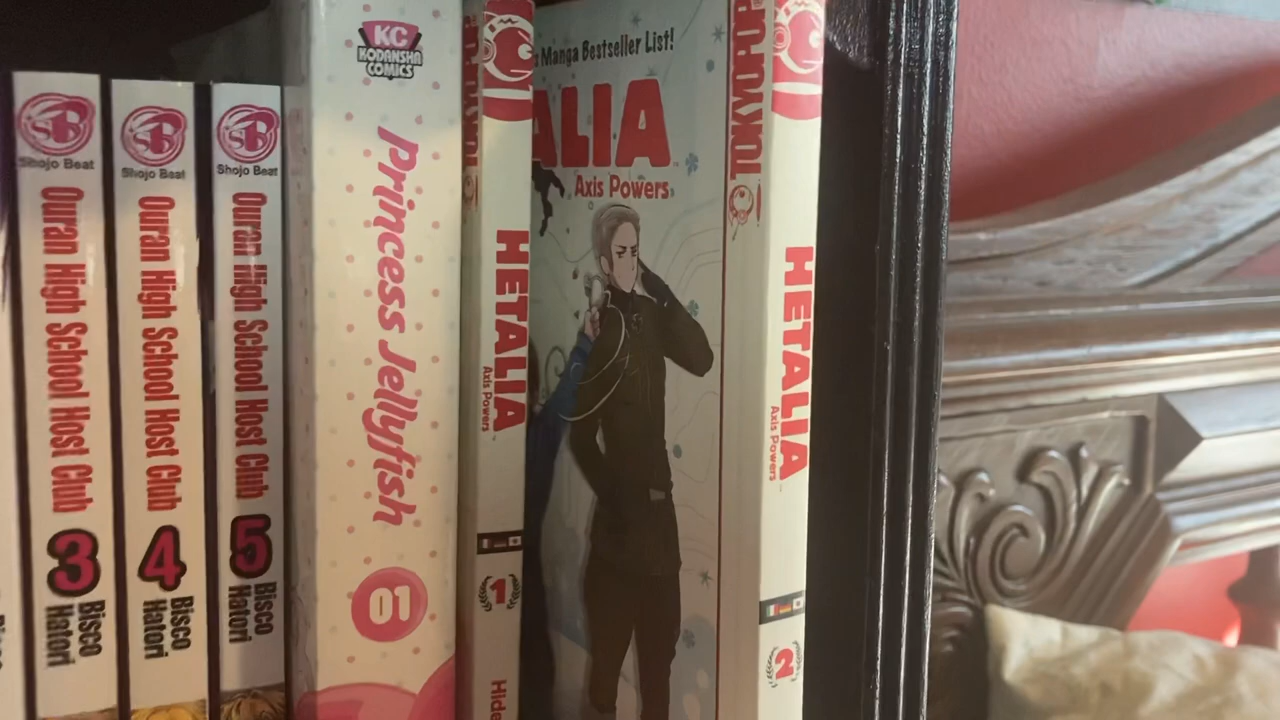 SB
Shojo Beat
Ouran High School Host Club
3
Bisco
Hatori
SB
Shojo Beat
Ouran High School Host Club
4
Bisco
Hatori
SB
Shojo Beat
Ouran High School Host Club
5
Bisco
Hatori
KC
KODANSHA
COMICS
Princess Jellyfish
01
TOKYOPOP
HETALIA
Axis Powers
1
Manga Bestseller List!
ALIA
Axis Powers
TOKYOPOP
HETALIA
Axis Powers
2